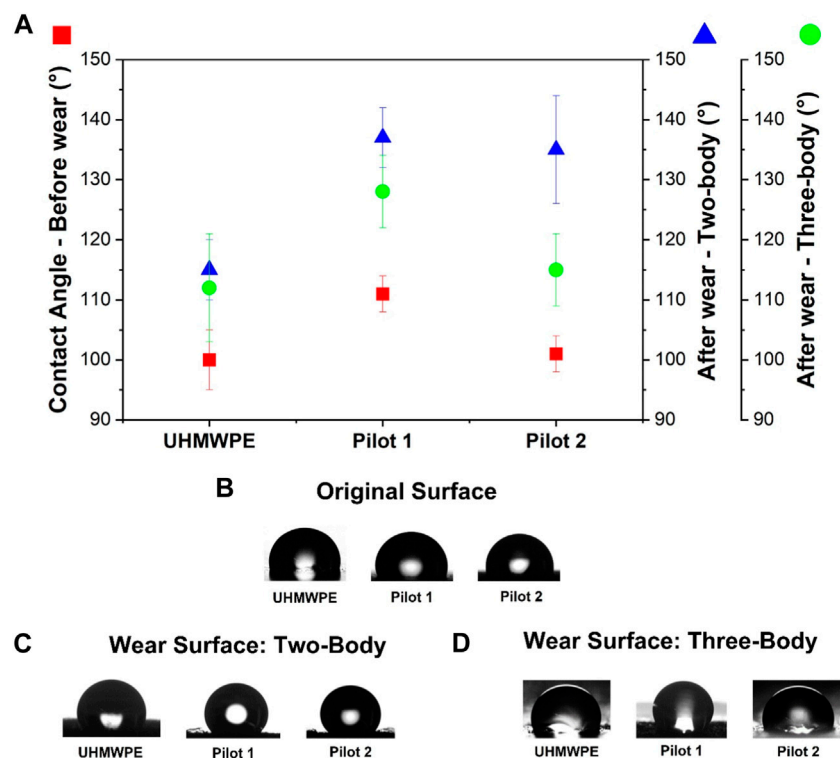 A
Contact Angle - Before wear (°)
150
140
130
120
110
100
90
UHMWPE
Pilot 1
Pilot 2
150
140
130
120
110
100
90
After wear - Two-body (°)
150
140
130
120
110
100
90
After wear - Three-body (°)
B
Original Surface
UHMWPE
Pilot 1
Pilot 2
C
Wear Surface: Two-Body
UHMWPE
Pilot 1
Pilot 2
D
Wear Surface: Three-Body
UHMWPE
Pilot 1
Pilot 2